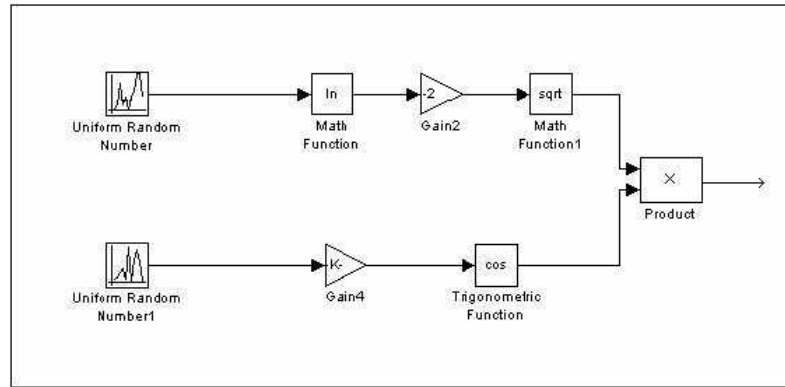 Uniform Random
Number
ln
Math
Function
-2
Gain2
sqrt
Math
Function1
×
Product
Uniform Random
Number1
K-
Gain4
cos
Trigonometric
Function